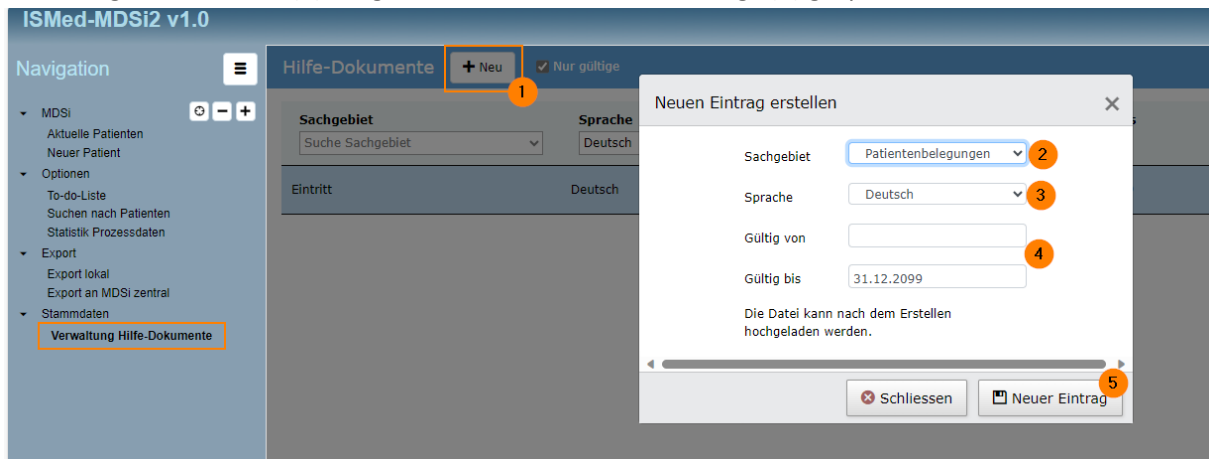 ISMed-MDSi2 v1.0
Navigation
MDSi
Aktuelle Patienten
Neuer Patient
Optionen
To-do-Liste
Suchen nach Patienten
Statistik Prozessdaten
Export
Export lokal
Export an MDSi zentral
Stammdaten
Verwaltung Hilfe-Dokumente
Hilfe-Dokumente
+ Neu
1
Nur gültige
Sachgebiet
Sprache
Suche Sachgebiet
Deutsch
Eintritt
Deutsch
Neuen Eintrag erstellen
Sachgebiet
Patientenbelegungen
2
Sprache
Deutsch
3
Gültig von
4
Gültig bis
31.12.2099
Die Datei kann nach dem Erstellen
hochgeladen werden.
5
Schliessen
Neuer Eintrag